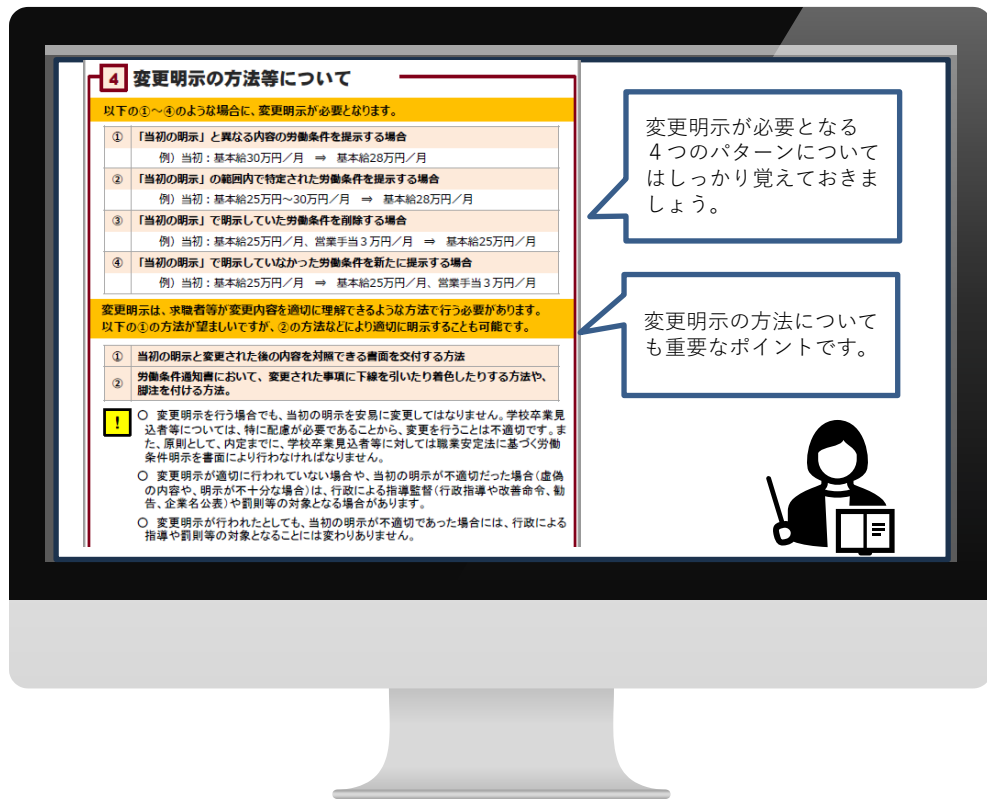 4 変更明示の方法等について
以下の①～④のような場合に、変更明示が必要となります。
① 「当初の明示」と異なる内容の労働条件を提示する場合
例）当初：基本給30万円／月 ⇒ 基本給28万円／月
② 「当初の明示」の範囲内で特定された労働条件を提示する場合
例）当初：基本給25万円～30万円／月 ⇒ 基本給28万円／月
③ 「当初の明示」で明示していた労働条件を削除する場合
例）当初：基本給25万円／月、営業手当３万円／月 ⇒ 基本給25万円／月
④ 「当初の明示」で明示していなかった労働条件を新たに提示する場合
例）当初：基本給25万円／月 ⇒ 基本給25万円／月、営業手当３万円／月
変更明示は、求職者等が変更内容を適切に理解できるような方法で行う必要があります。
以下の①の方法が望ましいですが、②の方法などにより適切に明示することも可能です。
① 当初の明示と変更された後の内容を対照できる書面を交付する方法
② 労働条件通知書において、変更された事項に下線を引いたり着色したりする方法や、
脚注を付ける方法。
!
○ 変更明示を行う場合でも、当初の明示を安易に変更してはなりません。学校卒業見
込者等については、特に配慮が必要であることから、変更を行うことは不適切です。ま
た、原則として、内定までに、学校卒業見込者等に対しては職業安定法に基づく労働
条件明示を書面により行わなければなりません。
○ 変更明示が適切に行われていない場合や、当初の明示が不適切だった場合（虚偽
の内容や、明示が不十分な場合）は、行政による指導監督（行政指導や改善命令、勧
告、企業名公表）や罰則等の対象となる場合があります。
○ 変更明示が行われたとしても、当初の明示が不適切であった場合には、行政による
指導や罰則等の対象となることには変わりありません。
変更明示が必要となる
４つのパターンについて
はしっかり覚えておきま
しょう。
変更明示の方法について
も重要なポイントです。